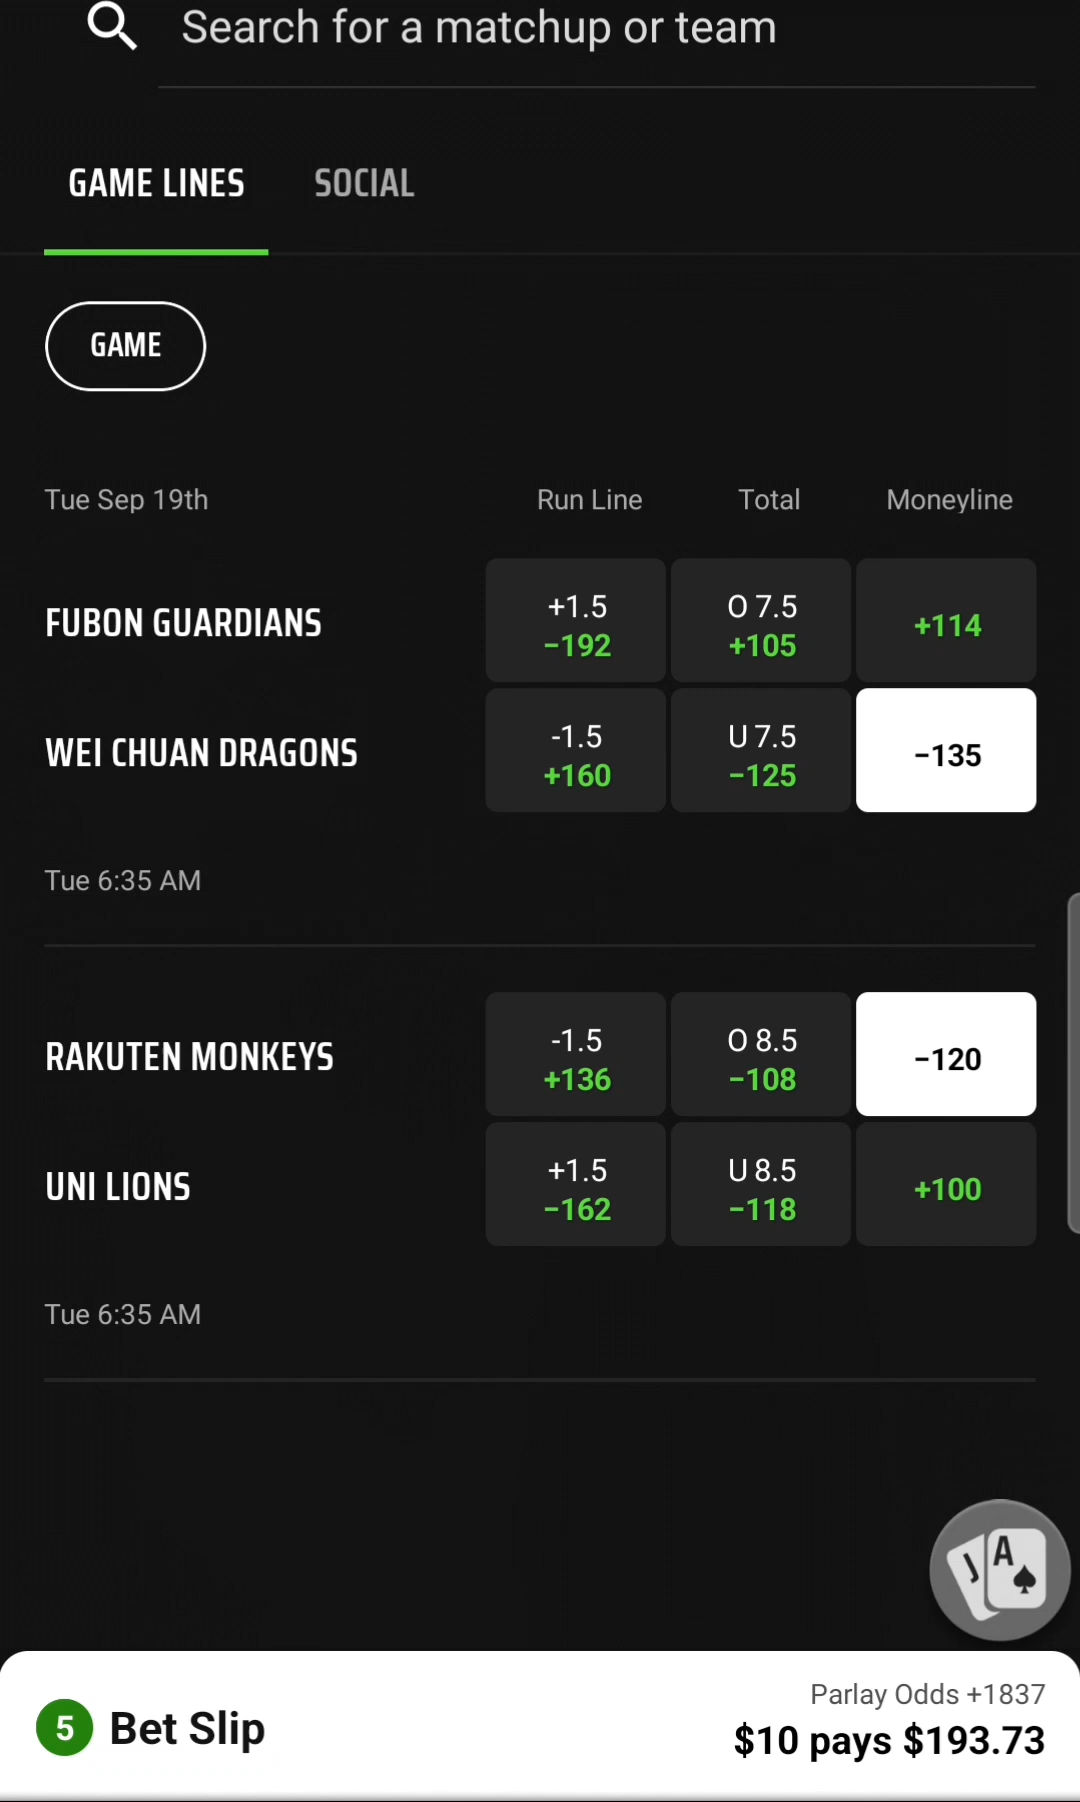 Search for a matchup or team
GAME LINES SOCIAL
GAME
Tue Sep 19th Run Line Total Moneyline
FUBON GUARDIANS +1.5 −192 O 7.5 +105 +114
WEI CHUAN DRAGONS -1.5 +160 U 7.5 −125 −135
Tue 6:35 AM
RAKUTEN MONKEYS -1.5 +136 O 8.5 −108 −120
UNI LIONS +1.5 −162 U 8.5 −118 +100
Tue 6:35 AM
J A
Parlay Odds +1837
5 Bet Slip
$10 pays $193.73